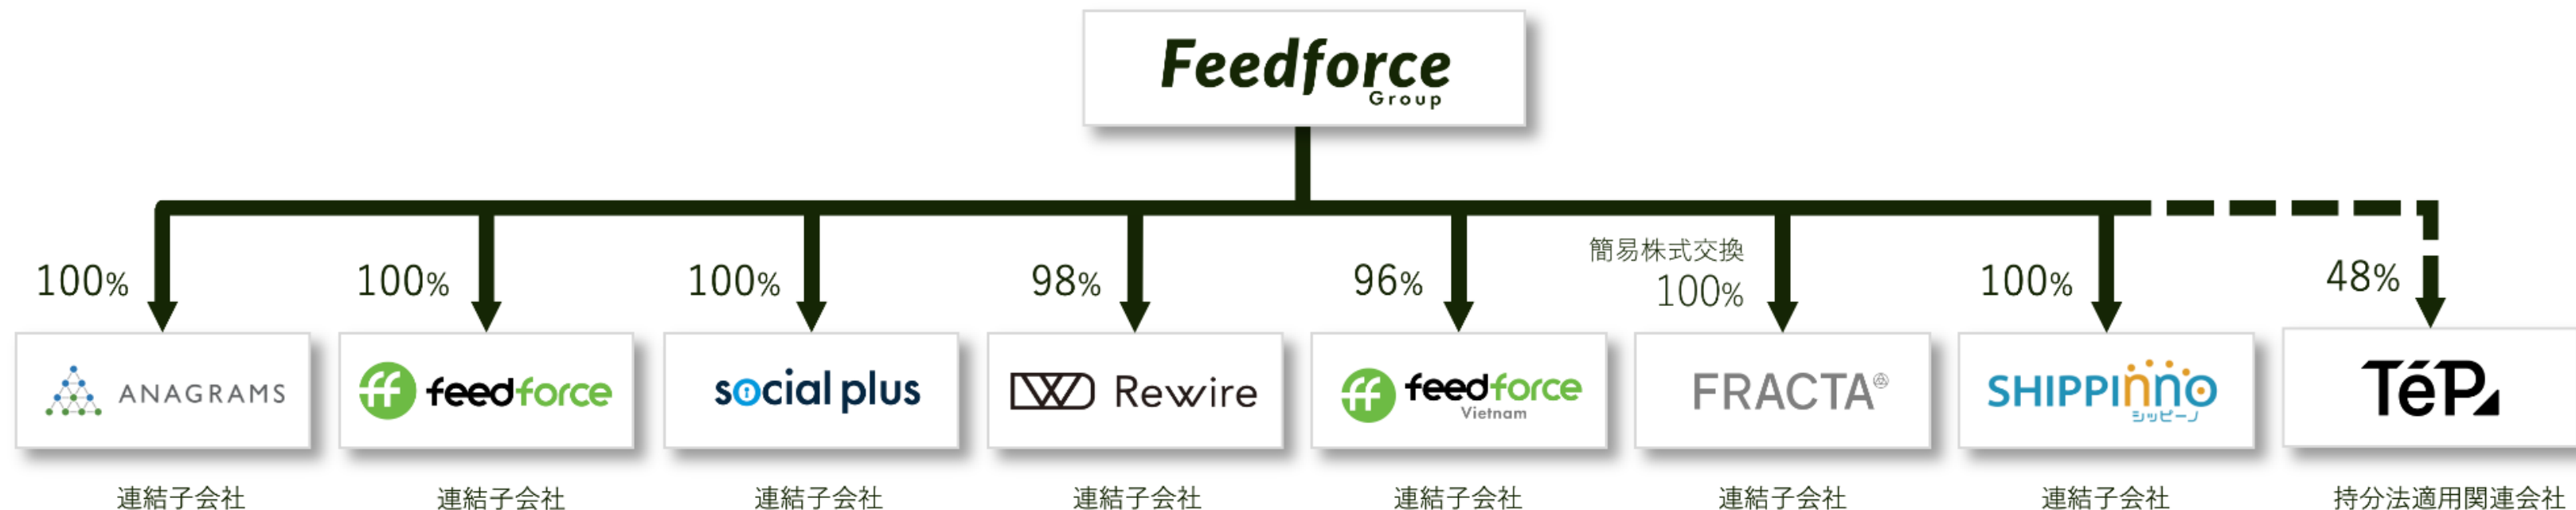 Feedforce
Group
100%
100%
100%
98%
96%
簡易株式交換
100%
100%
48%
ANAGRAMS
ff feedforce
social plus
Rewire
ff feedforce
Vietnam
FRACTA
SHIPPINNO
シッピーノ
TéP
連結子会社
連結子会社
連結子会社
連結子会社
連結子会社
連結子会社
連結子会社
持分法適用関連会社